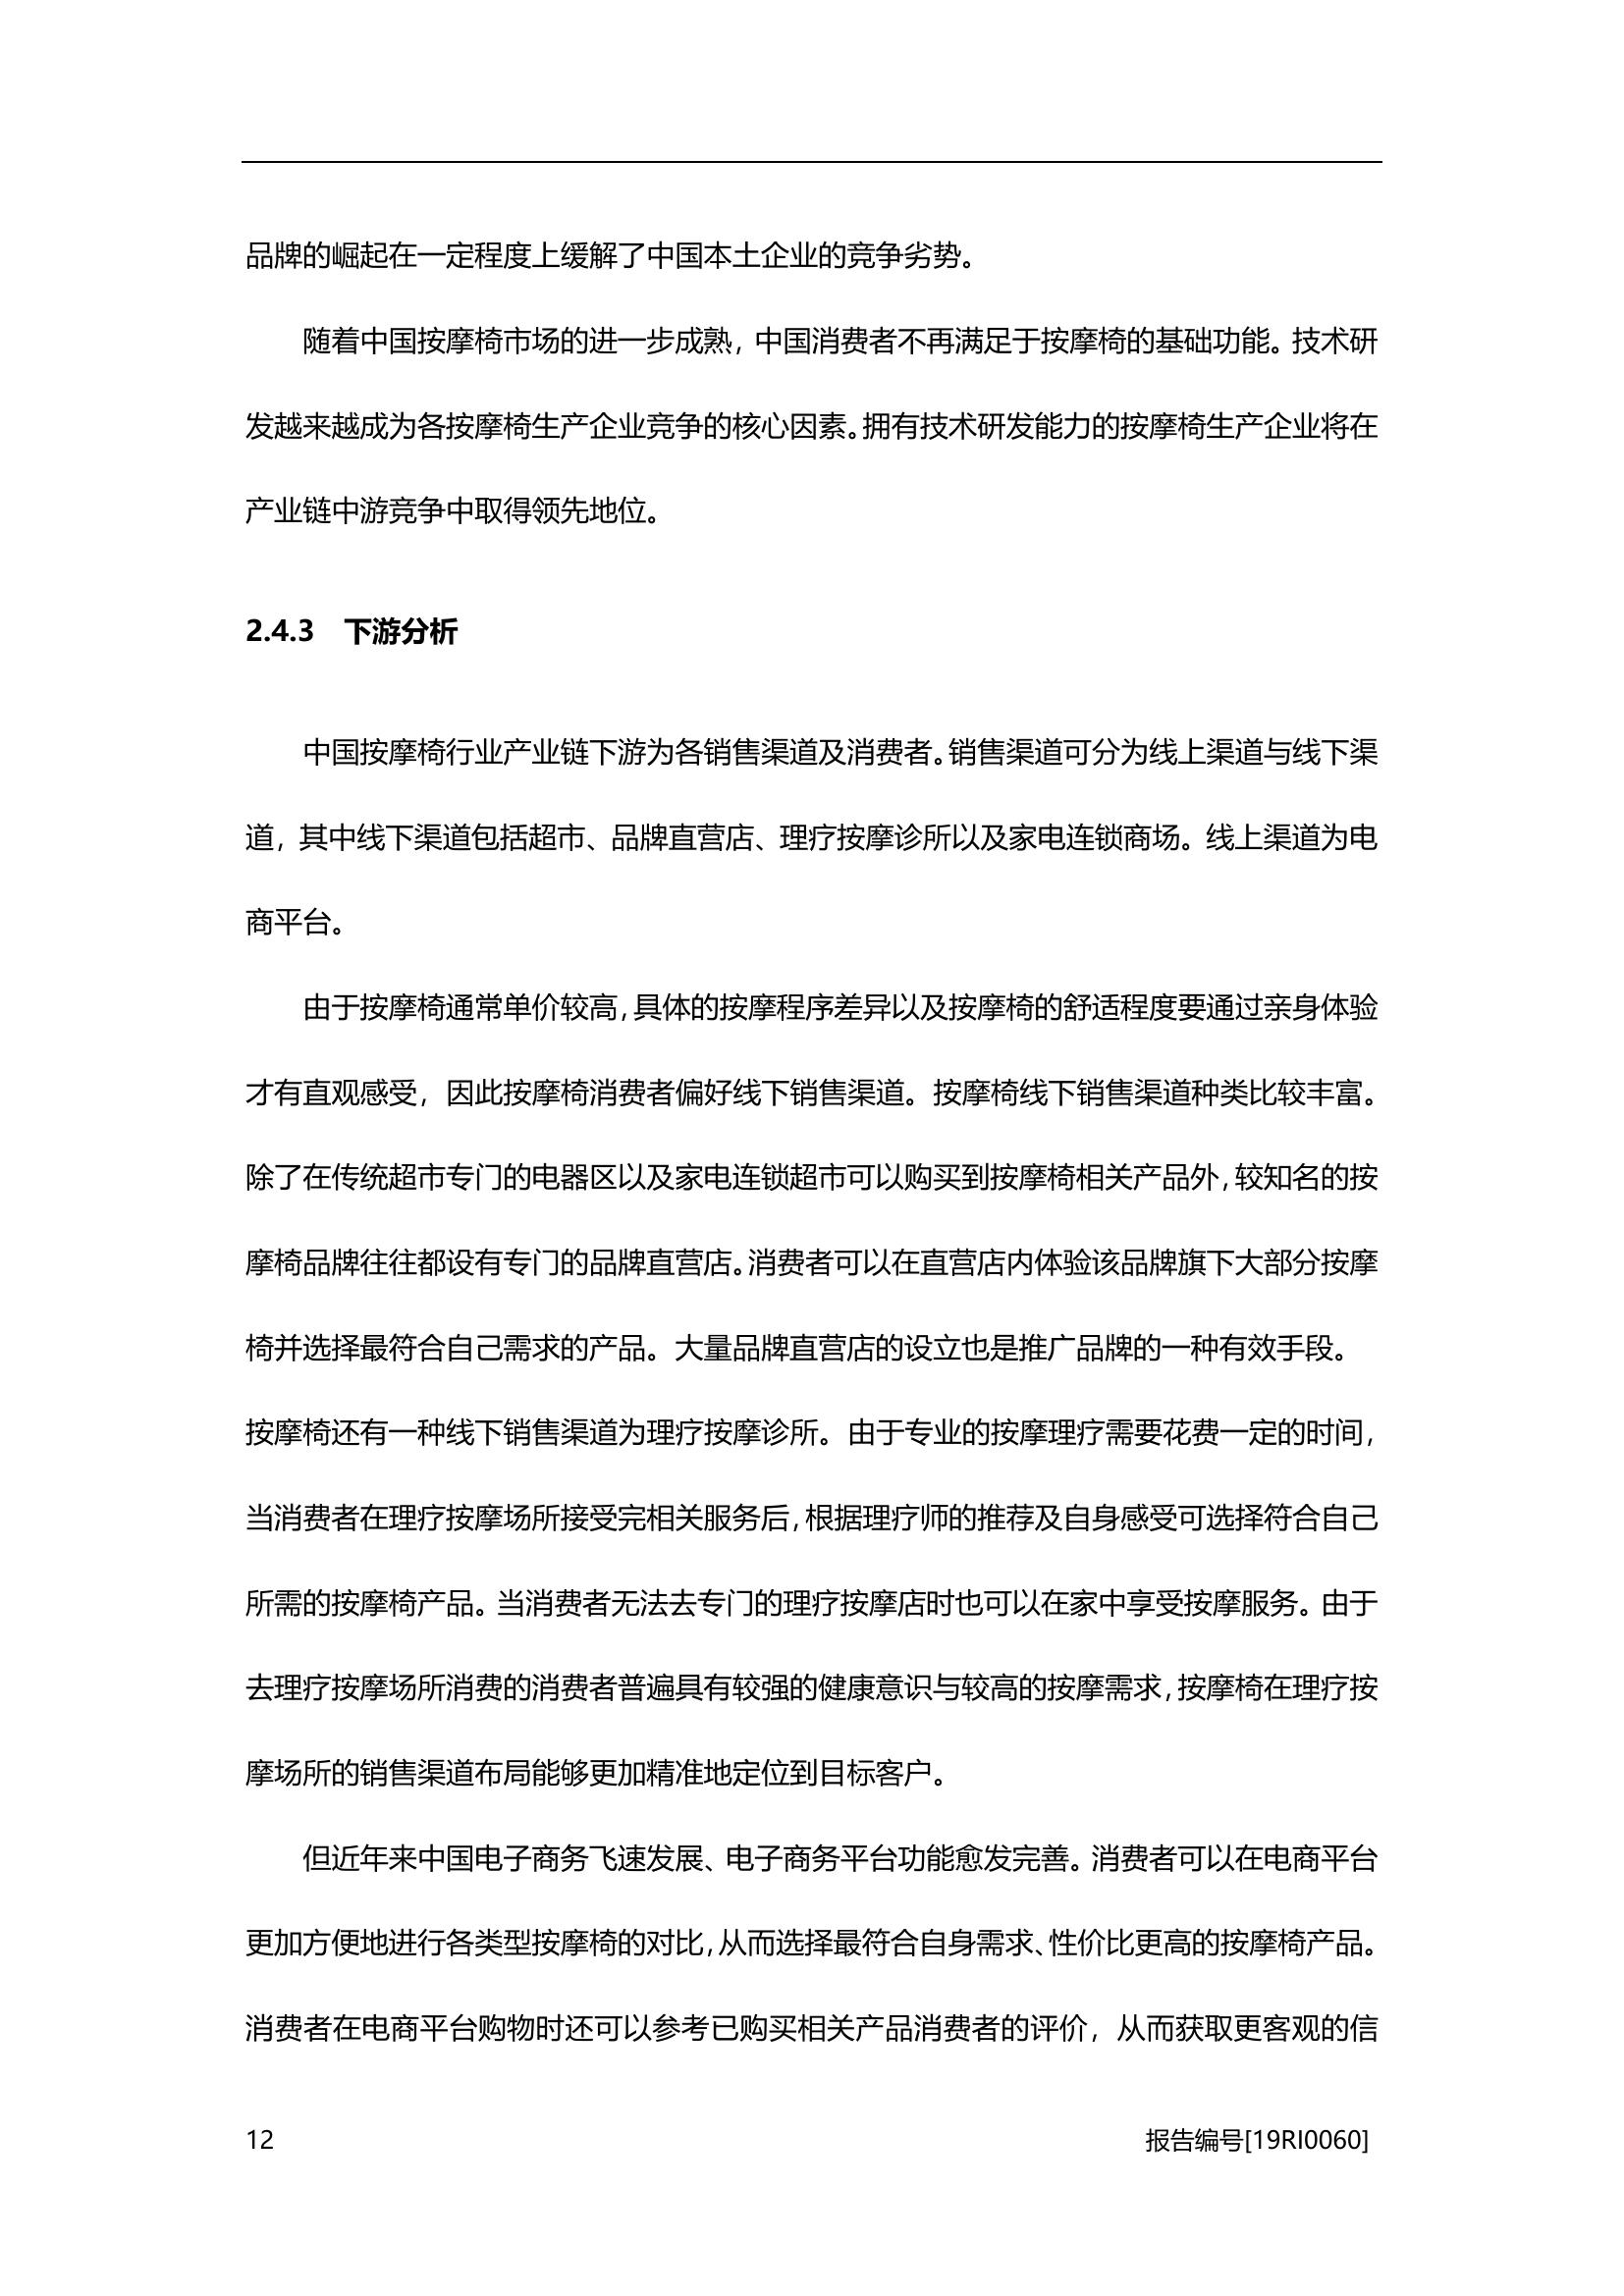 品牌的崛起在一定程度上缓解了中国本土企业的竞争劣势。
随着中国按摩椅市场的进一步成熟，中国消费者不再满足于按摩椅的基础功能。技术研
发越来越成为各按摩椅生产企业竞争的核心因素。拥有技术研发能力的按摩椅生产企业将在
产业链中游竞争中取得领先地位。
2.4.3 下游分析
中国按摩椅行业产业链下游为各销售渠道及消费者。销售渠道可分为线上渠道与线下渠
道，其中线下渠道包括超市、品牌直营店、理疗按摩诊所以及家电连锁商场。线上渠道为电
商平台。
由于按摩椅通常单价较高，具体的按摩程序差异以及按摩椅的舒适程度要通过亲身体验
才有直观感受，因此按摩椅消费者偏好线下销售渠道。按摩椅线下销售渠道种类比较丰富。
除了在传统超市专门的电器区以及家电连锁超市可以购买到按摩椅相关产品外，较知名的按
摩椅品牌往往都设有专门的品牌直营店。消费者可以在直营店内体验该品牌旗下大部分按摩
椅并选择最符合自己需求的产品。大量品牌直营店的设立也是推广品牌的一种有效手段。
按摩椅还有一种线下销售渠道为理疗按摩诊所。由于专业的按摩理疗需要花费一定的时间，
当消费者在理疗按摩场所接受完相关服务后，根据理疗师的推荐及自身感受可选择符合自己
所需的按摩椅产品。当消费者无法去专门的理疗按摩店时也可以在家中享受按摩服务。由于
去理疗按摩场所消费的消费者普遍具有较强的健康意识与较高的按摩需求，按摩椅在理疗按
摩场所的销售渠道布局能够更加精准地定位到目标客户。
但近年来中国电子商务飞速发展、电子商务平台功能愈发完善。消费者可以在电商平台
更加方便地进行各类型按摩椅的对比，从而选择最符合自身需求、性价比更高的按摩椅产品。
消费者在电商平台购物时还可以参考已购买相关产品消费者的评价，从而获取更客观的信
12 报告编号[19RI0060]